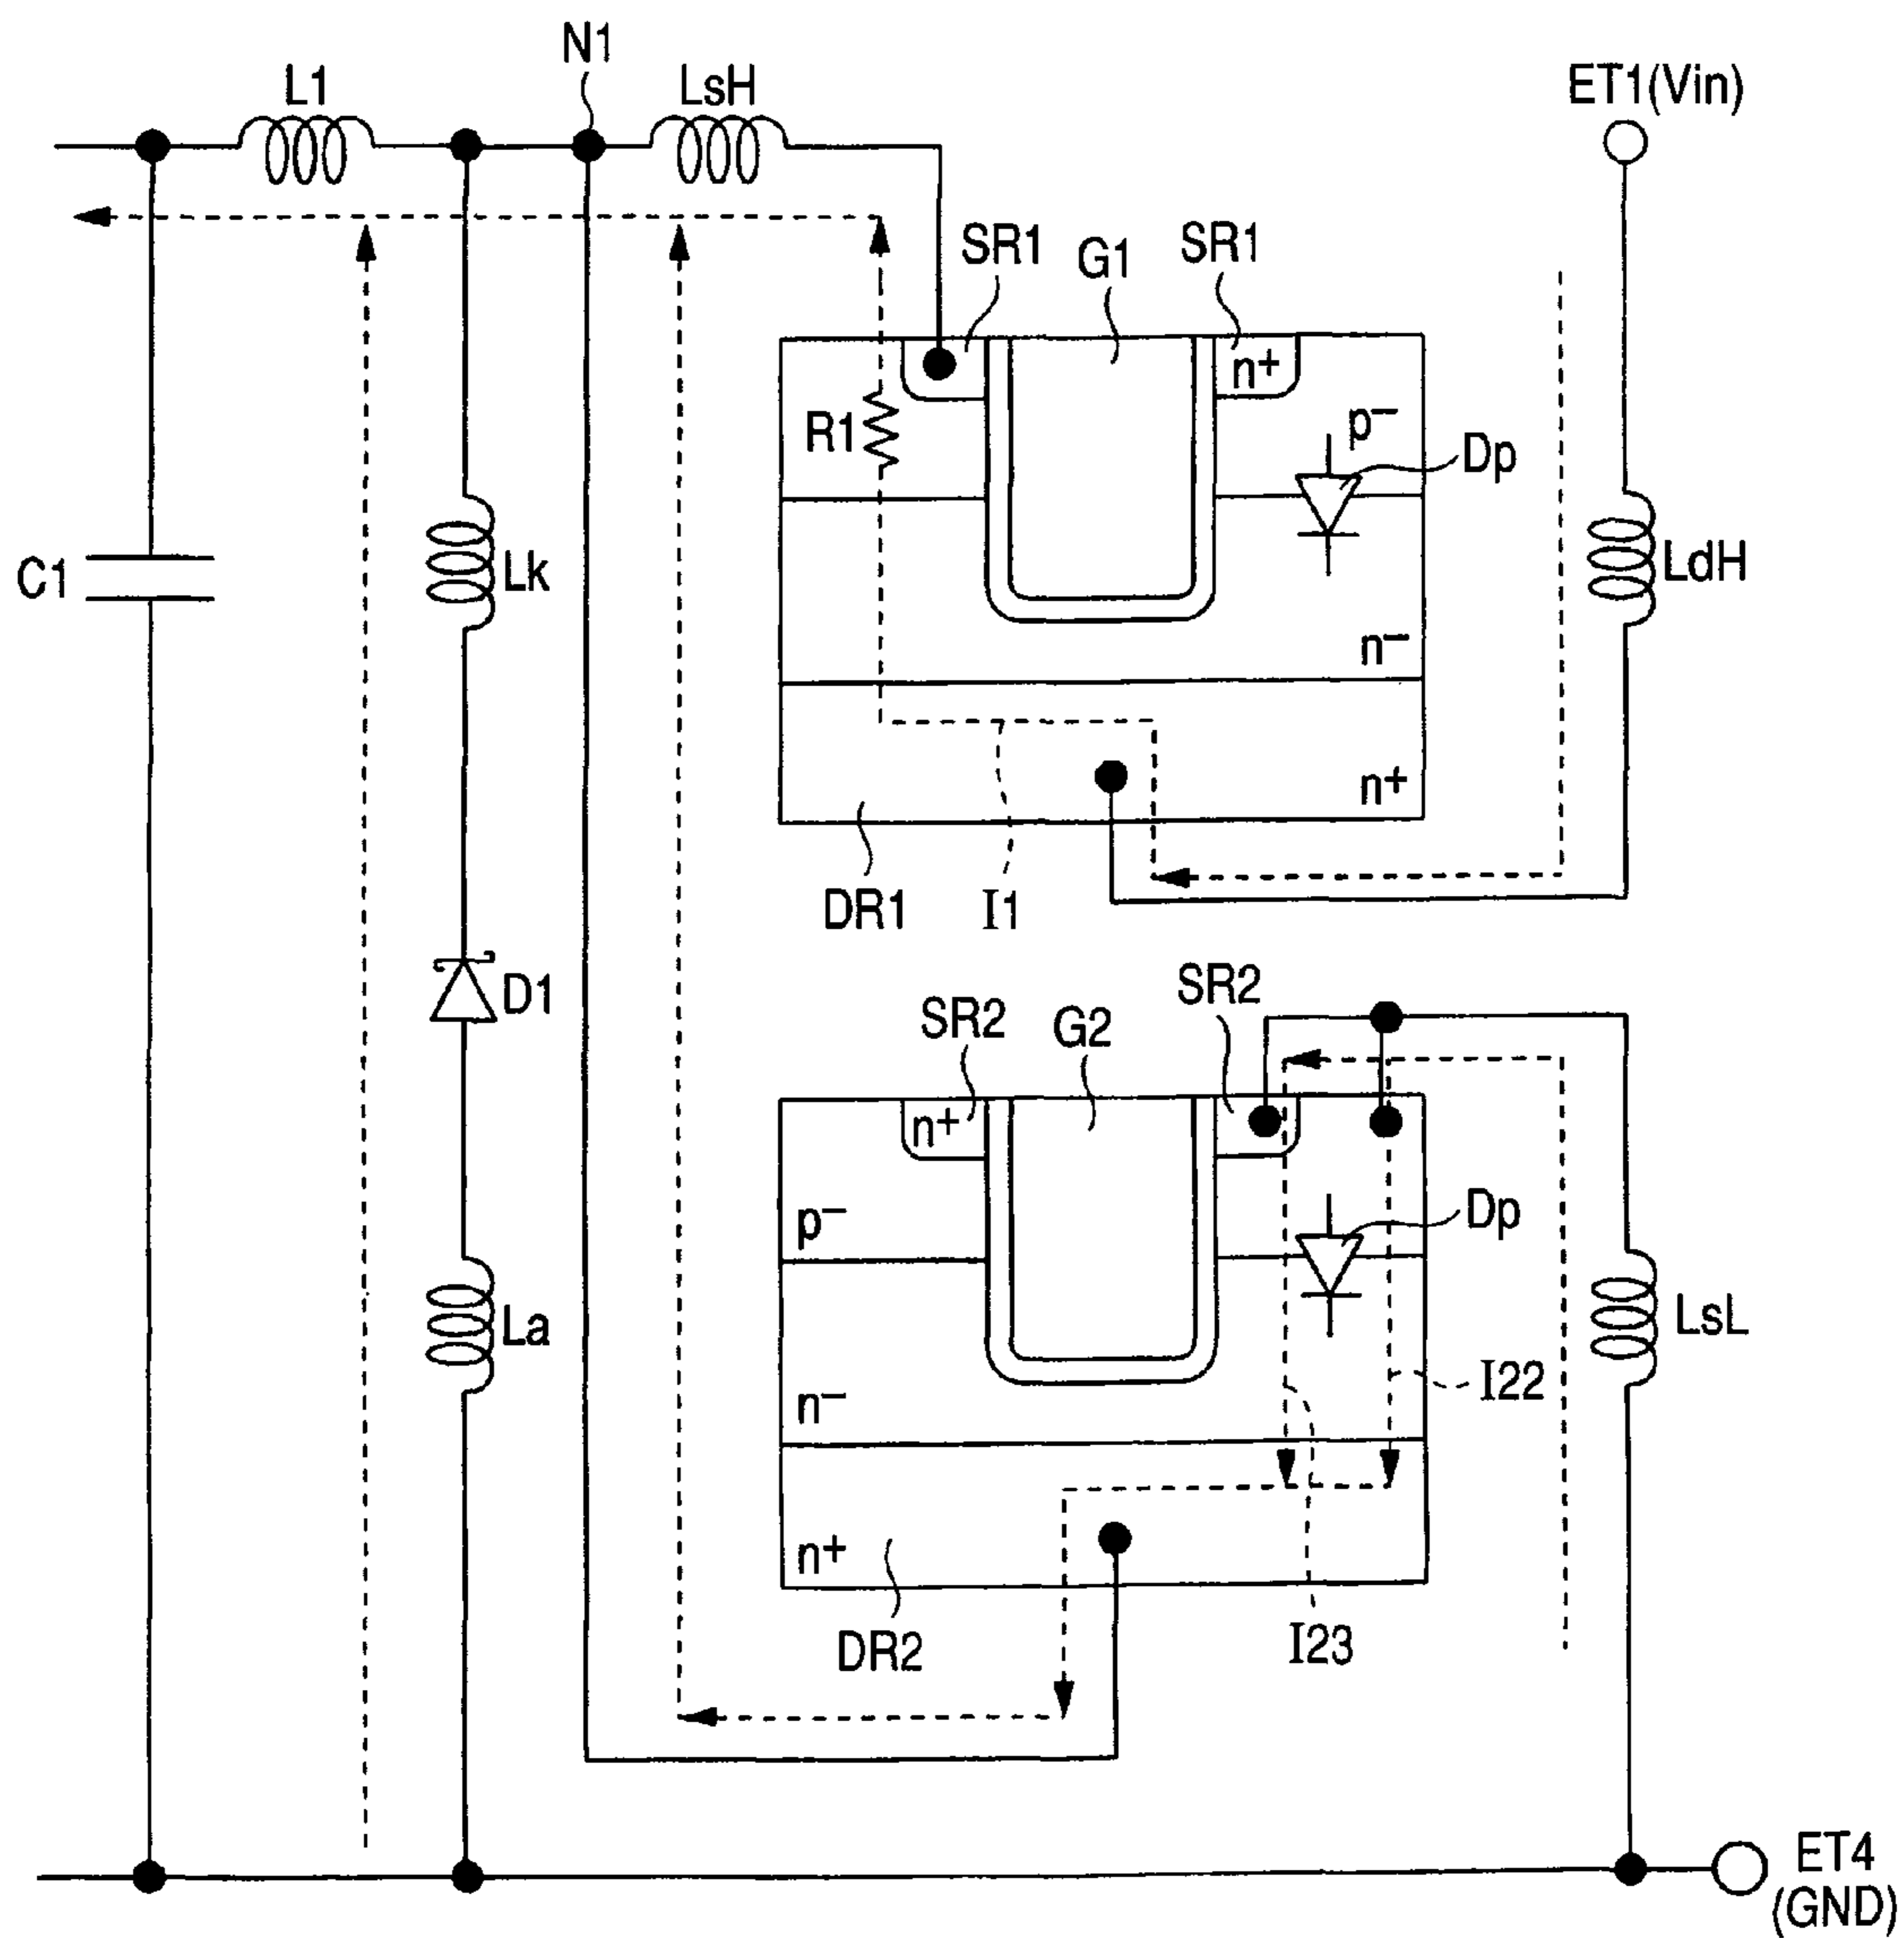 N1
L1
LsH
ET1(Vin)
SR1
G1
SR1
n+
R1
p−
Dp
C1
Lk
LdH
n−
n+
DR1
I1
D1
SR2
G2
SR2
n+
p−
Dp
La
LsL
n−
I22
n+
DR2
I23
ET4
(GND)